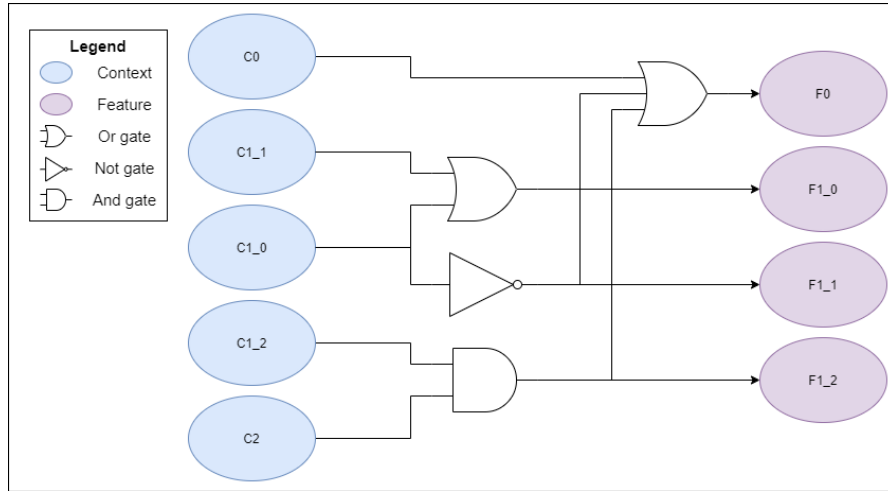 Legend
Context
Feature
Or gate
Not gate
And gate
C0
C1_1
C1_0
C1_2
C2
F0
F1_0
F1_1
F1_2